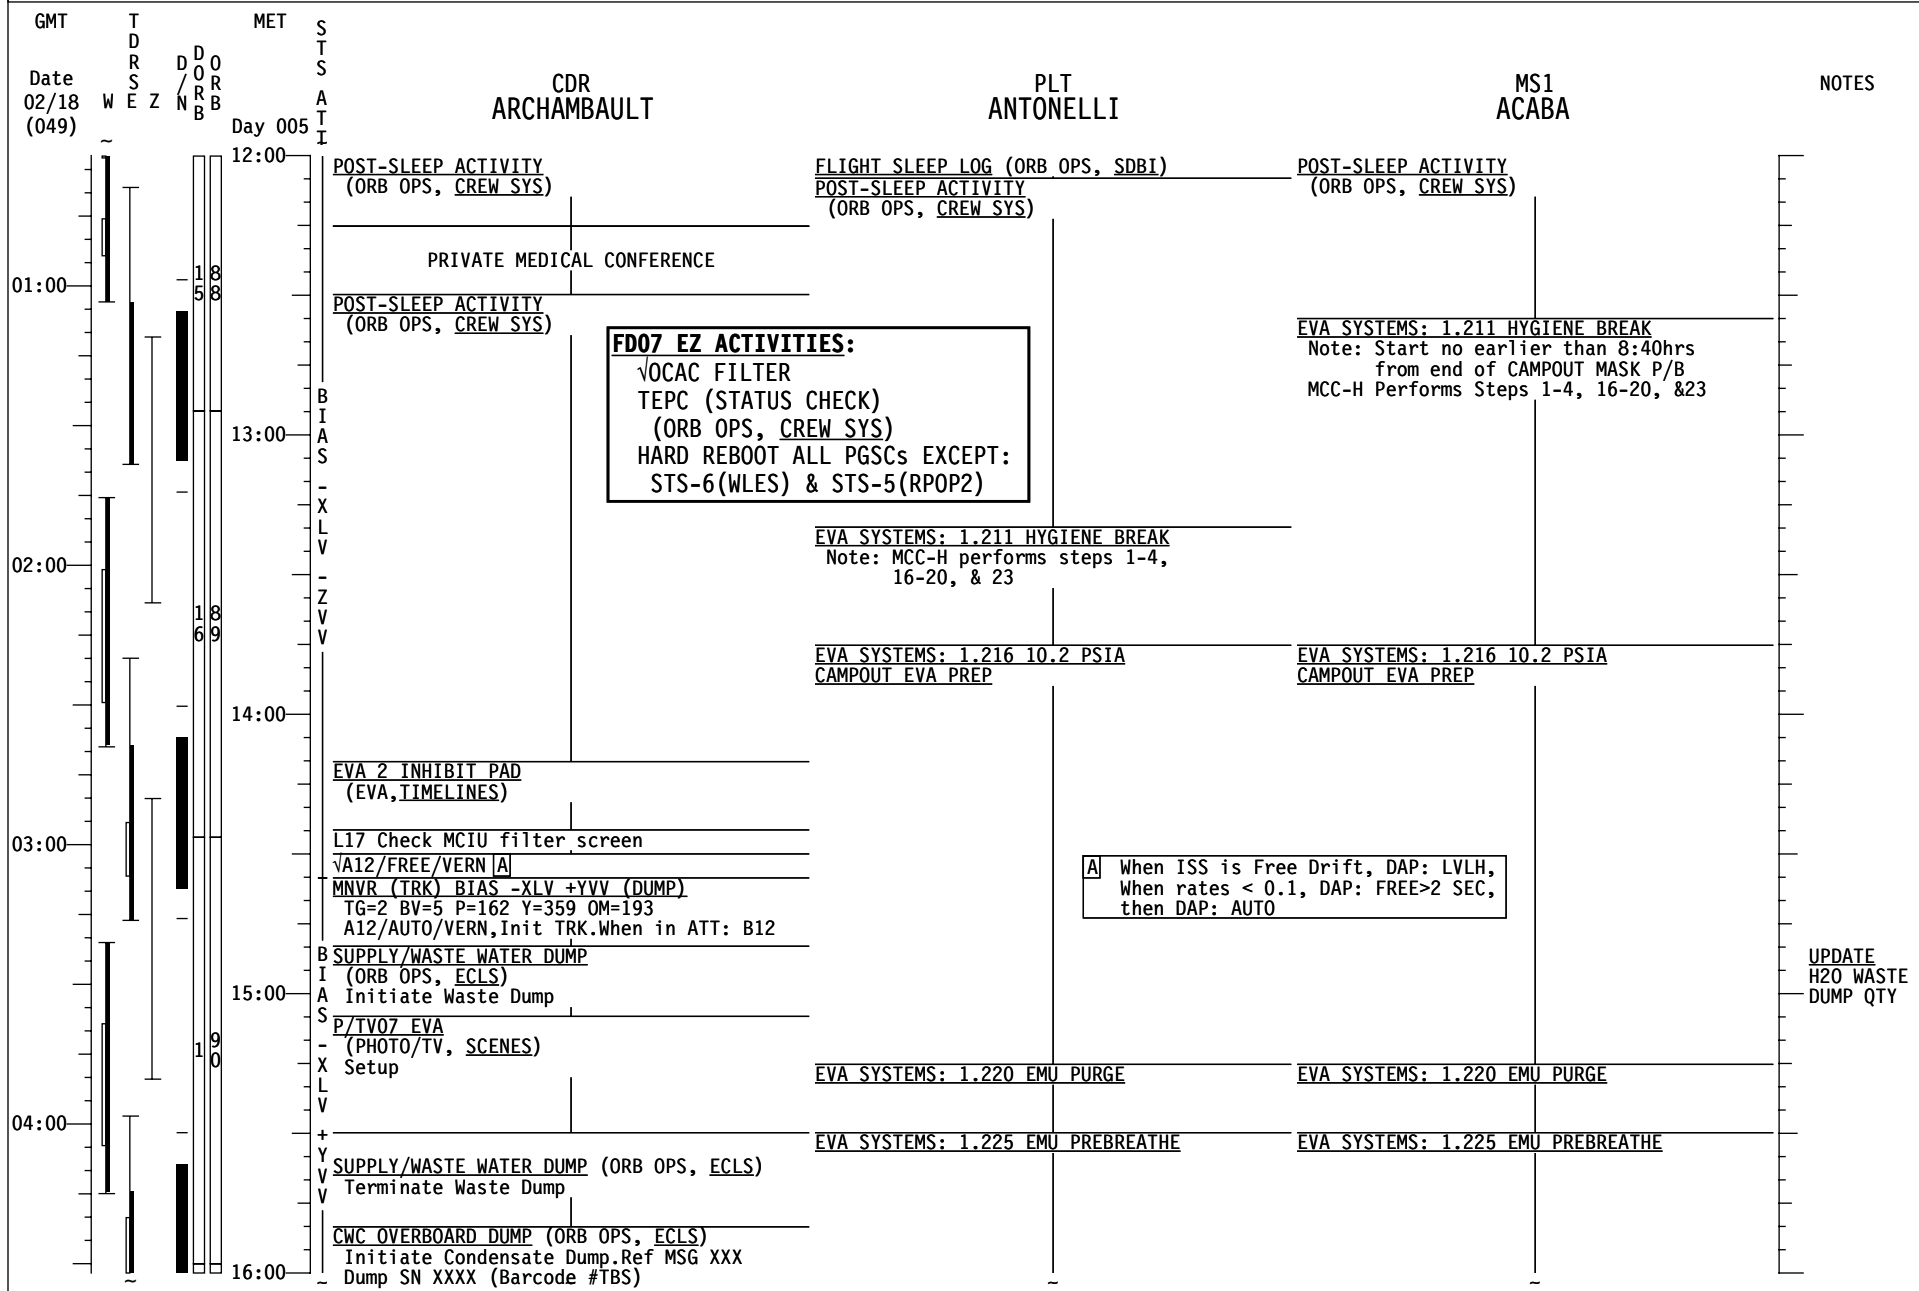 GMT
TDRS
MET
STS ATT
Date
02/18
(049)
W E Z
D/N
DORB
ORB
Day 005
CDR
ARCHAMBAULT
PLT
ANTONELLI
MS1
ACABA
NOTES
~
12:00
POST-SLEEP ACTIVITY
(ORB OPS, CREW SYS)
FLIGHT SLEEP LOG (ORB OPS, SDBI)
POST-SLEEP ACTIVITY
(ORB OPS, CREW SYS)
POST-SLEEP ACTIVITY
(ORB OPS, CREW SYS)
PRIVATE MEDICAL CONFERENCE
01:00
15
88
POST-SLEEP ACTIVITY
(ORB OPS, CREW SYS)
FD07 EZ ACTIVITIES:
√OCAC FILTER
TEPC (STATUS CHECK)
(ORB OPS, CREW SYS)
HARD REBOOT ALL PGSCs EXCEPT:
STS-6(WLES) & STS-5(RPOP2)
EVA SYSTEMS: 1.211 HYGIENE BREAK
Note: Start no earlier than 8:40hrs
from end of CAMPOUT MASK P/B
MCC-H Performs Steps 1-4, 16-20, &23
BIAS -XLV -ZVV
13:00
EVA SYSTEMS: 1.211 HYGIENE BREAK
Note: MCC-H performs steps 1-4,
16-20, & 23
02:00
16
89
EVA SYSTEMS: 1.216 10.2 PSIA
CAMPOUT EVA PREP
EVA SYSTEMS: 1.216 10.2 PSIA
CAMPOUT EVA PREP
14:00
EVA 2 INHIBIT PAD
(EVA,TIMELINES)
03:00
L17 Check MCIU filter screen
√A12/FREE/VERN A
MNVR (TRK) BIAS -XLV +YVV (DUMP)
TG=2 BV=5 P=162 Y=359 OM=193
A12/AUTO/VERN,Init TRK.When in ATT: B12
A When ISS is Free Drift, DAP: LVLH,
When rates < 0.1, DAP: FREE>2 SEC,
then DAP: AUTO
BIAS -XLV +YVV
SUPPLY/WASTE WATER DUMP
(ORB OPS, ECLS)
Initiate Waste Dump
UPDATE
H2O WASTE
DUMP QTY
15:00
P/TV07 EVA
(PHOTO/TV, SCENES)
Setup
1
90
EVA SYSTEMS: 1.220 EMU PURGE
EVA SYSTEMS: 1.220 EMU PURGE
04:00
EVA SYSTEMS: 1.225 EMU PREBREATHE
EVA SYSTEMS: 1.225 EMU PREBREATHE
SUPPLY/WASTE WATER DUMP (ORB OPS, ECLS)
Terminate Waste Dump
CWC OVERBOARD DUMP (ORB OPS, ECLS)
Initiate Condensate Dump.Ref MSG XXX
Dump SN XXXX (Barcode #TBS)
16:00
~ ~ ~ ~